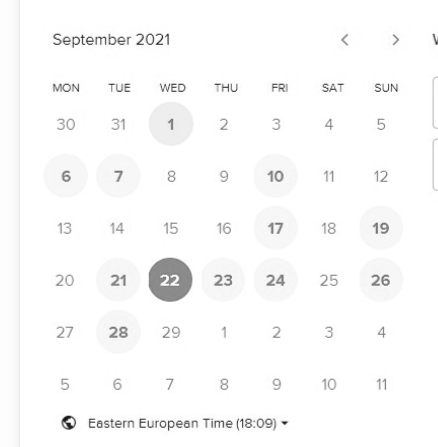 September 2021
MON TUE WED THU FRI SAT SUN
30 31 1 2 3 4 5
6 7 8 9 10 11 12
13 14 15 16 17 18 19
20 21 22 23 24 25 26
27 28 29 1 2 3 4
5 6 7 8 9 10 11
Eastern European Time (18:09)